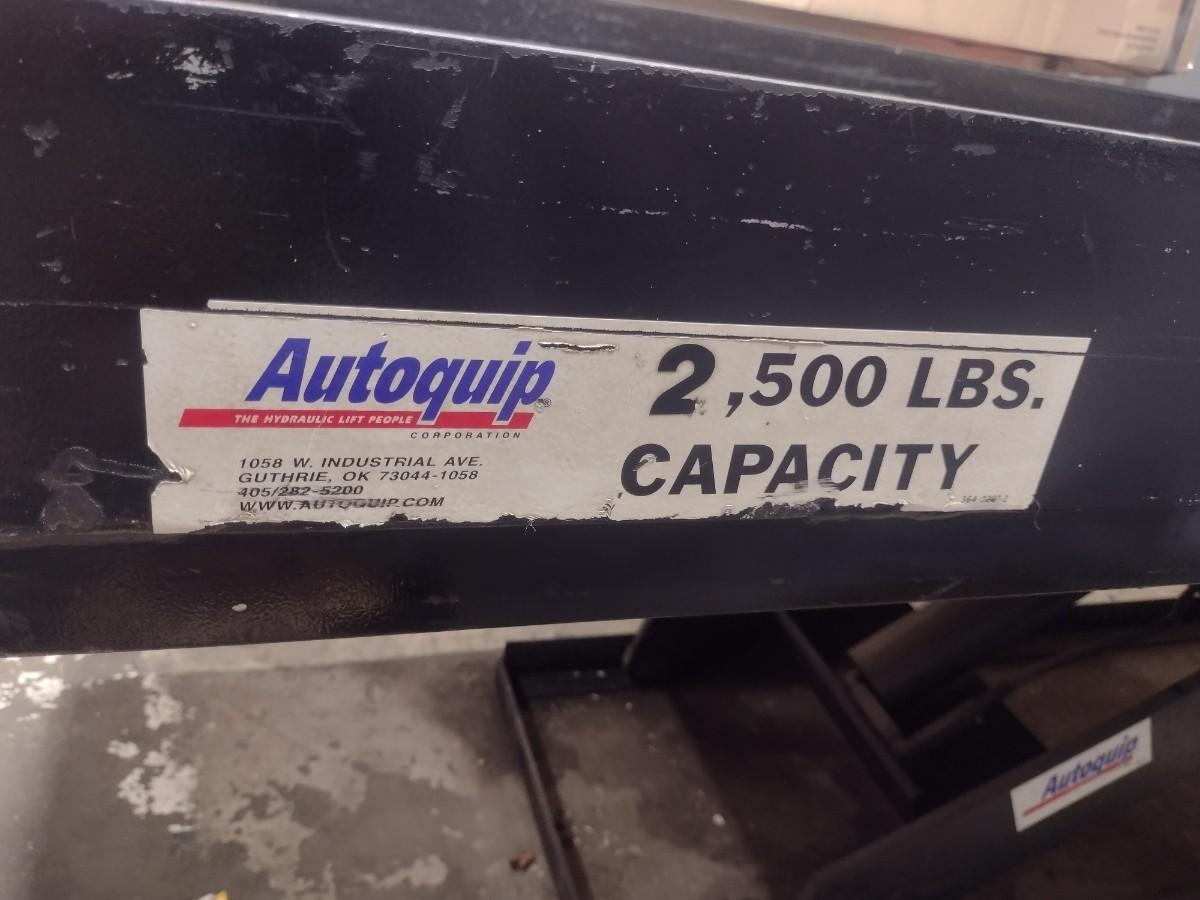 Autoquip®
THE HYDRAULIC LIFT PEOPLE
CORPORATION
1058 W. INDUSTRIAL AVE.
GUTHRIE, OK 73044-1058
405/282-5200
WWW.AUTOQUIP.COM
2,500 LBS.
CAPACITY
Autoquip